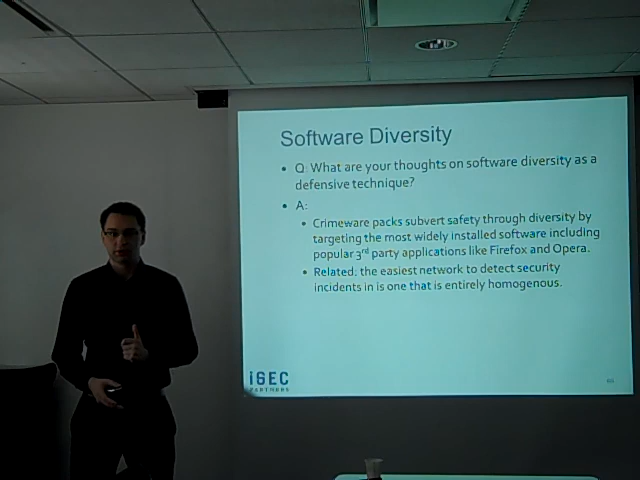 Software Diversity
• Q: What are your thoughts on software diversity as a
defensive technique?
• A:
• Crimeware packs subvert safety through diversity by
targeting the most widely installed software including
popular 3rd party applications like Firefox and Opera.
• Related: the easiest network to detect security
incidents in is one that is entirely homogenous.
iSEC
PARTNERS